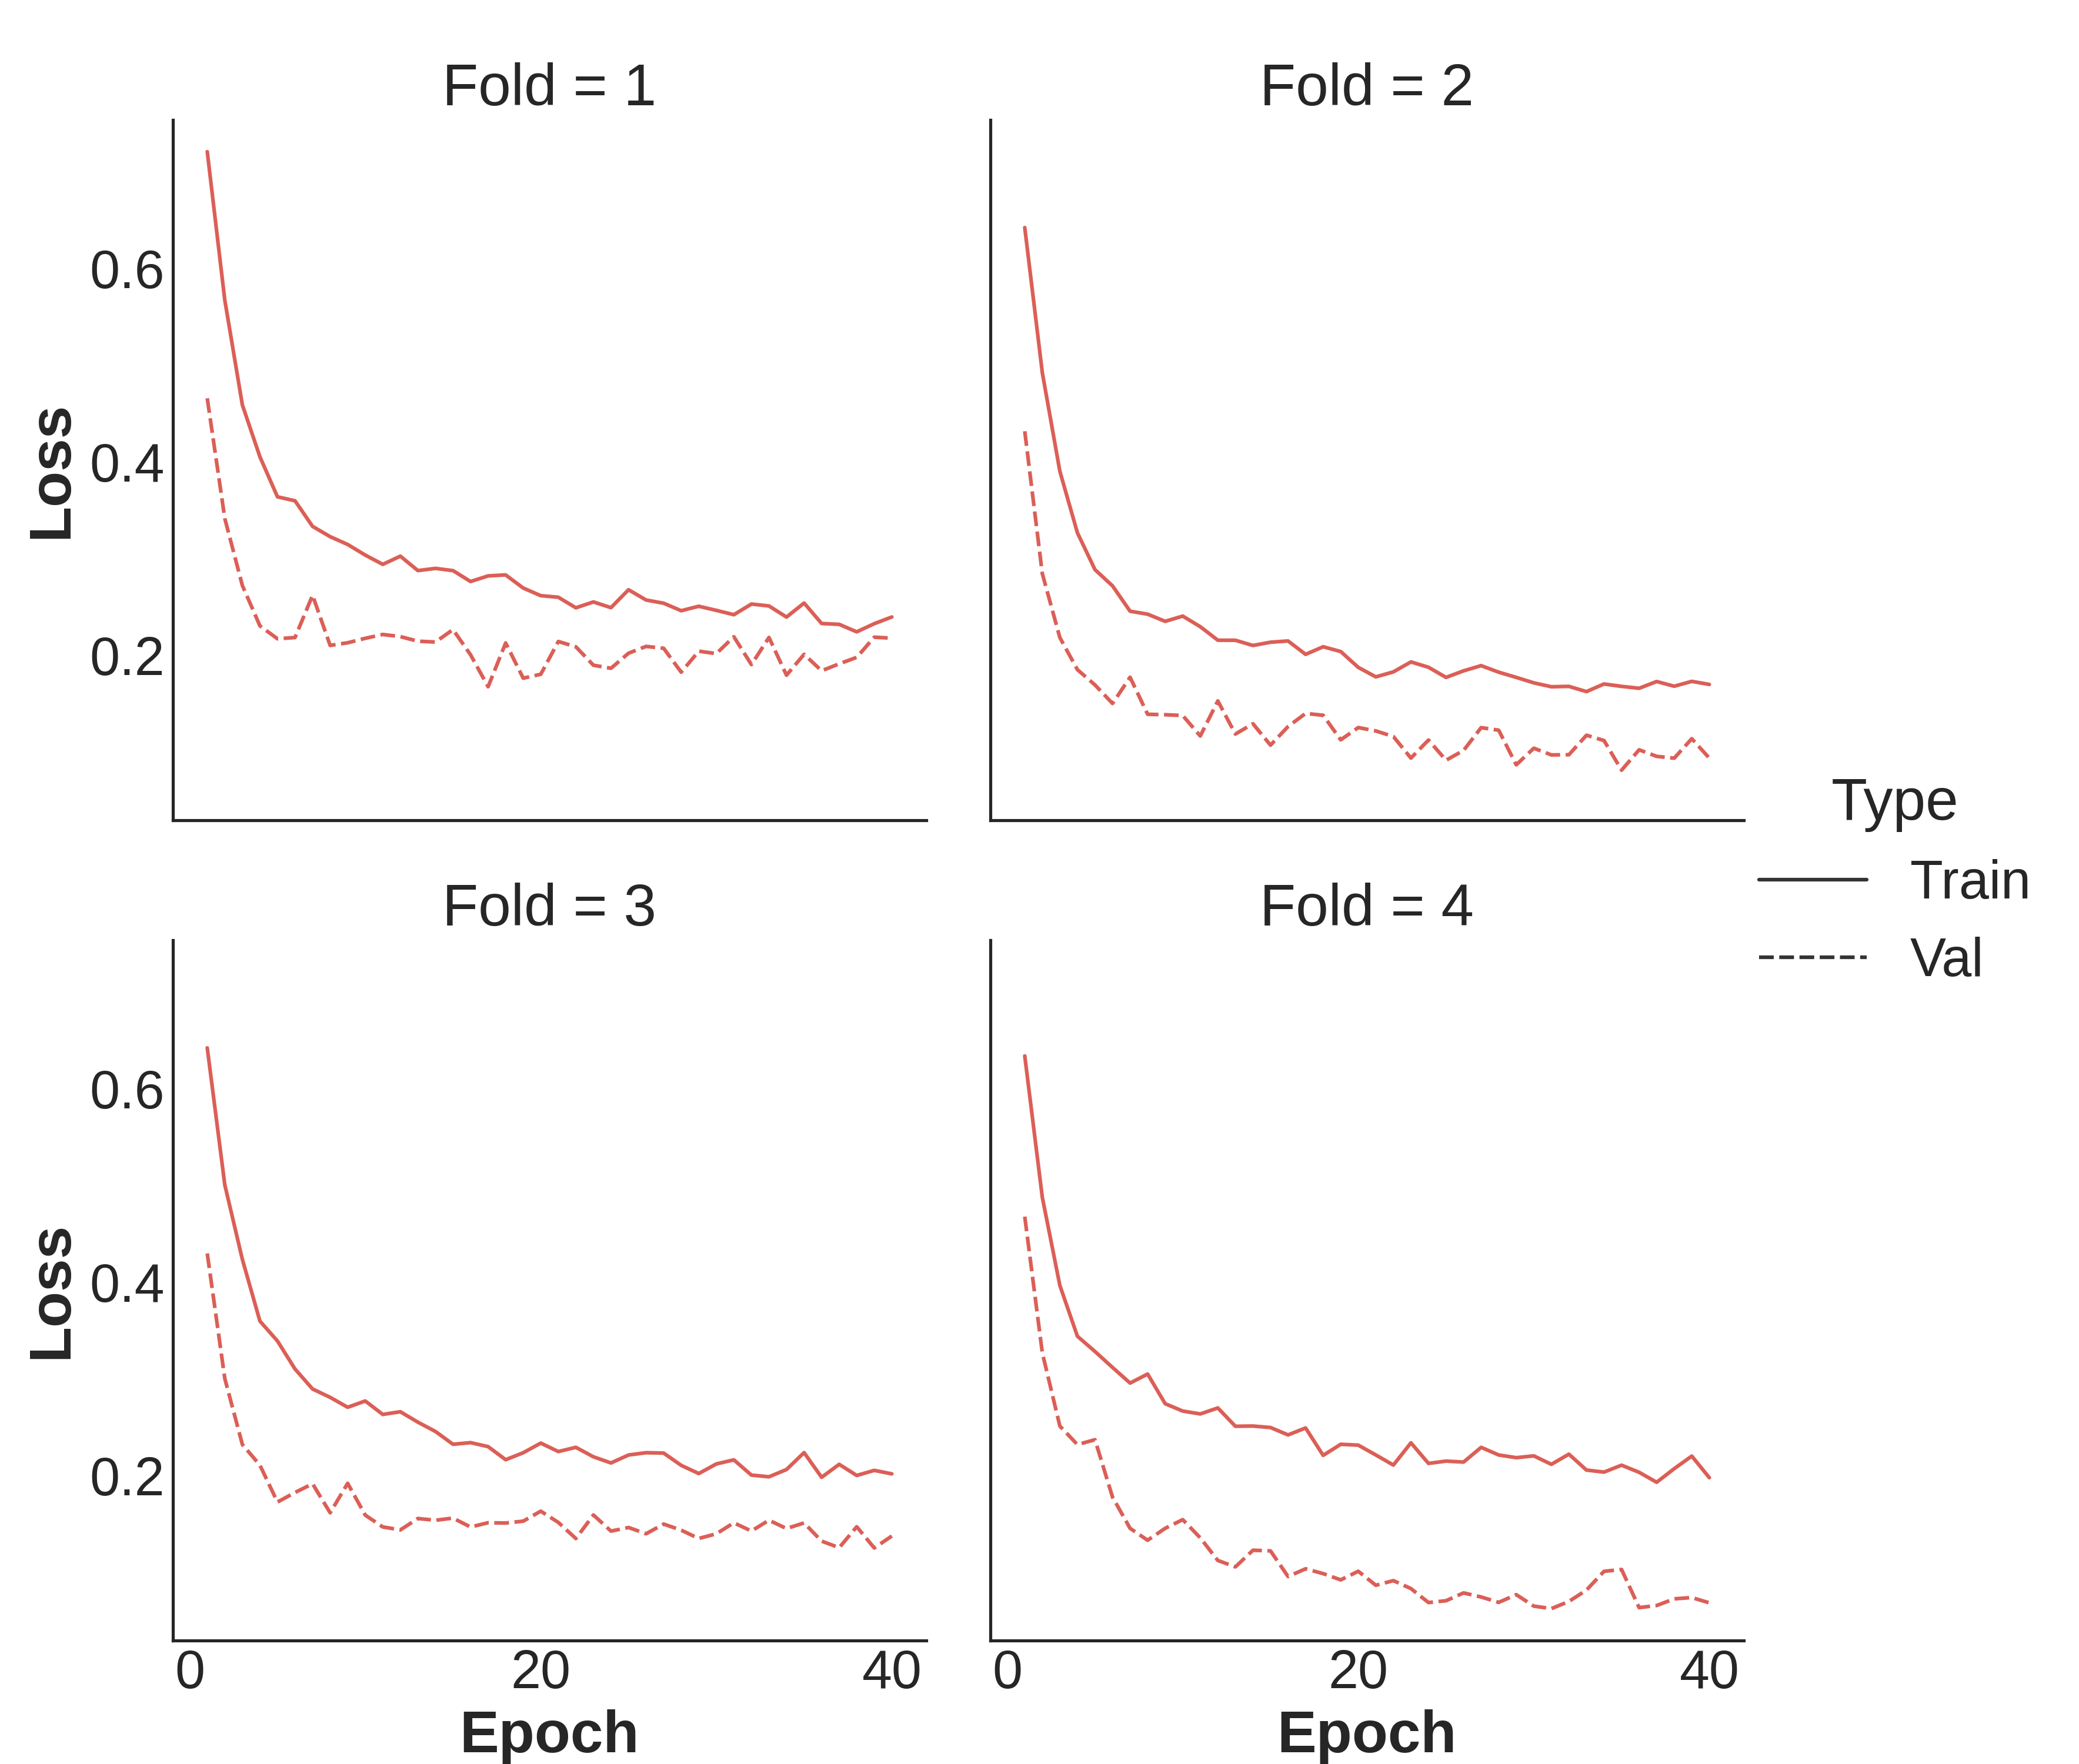 Fold = 1
Fold = 2
0.6
0.4
0.2
Loss
Type
Train
Val
Fold = 3
Fold = 4
0.6
0.4
0.2
Loss
0 20 40
0 20 40
Epoch
Epoch